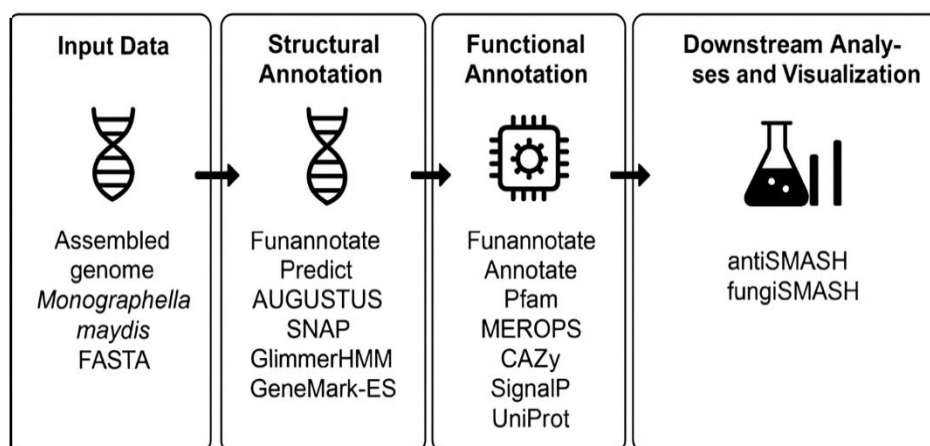 Input Data
Assembled
genome
Monographella
maydis
FASTA
Structural
Annotation
Funannotate
Predict
AUGUSTUS
SNAP
GlimmerHMM
GeneMark-ES
Functional
Annotation
Funannotate
Annotate
Pfam
MEROPS
CAZy
SignalP
UniProt
Downstream Analy-
ses and Visualization
antiSMASH
fungiSMASH